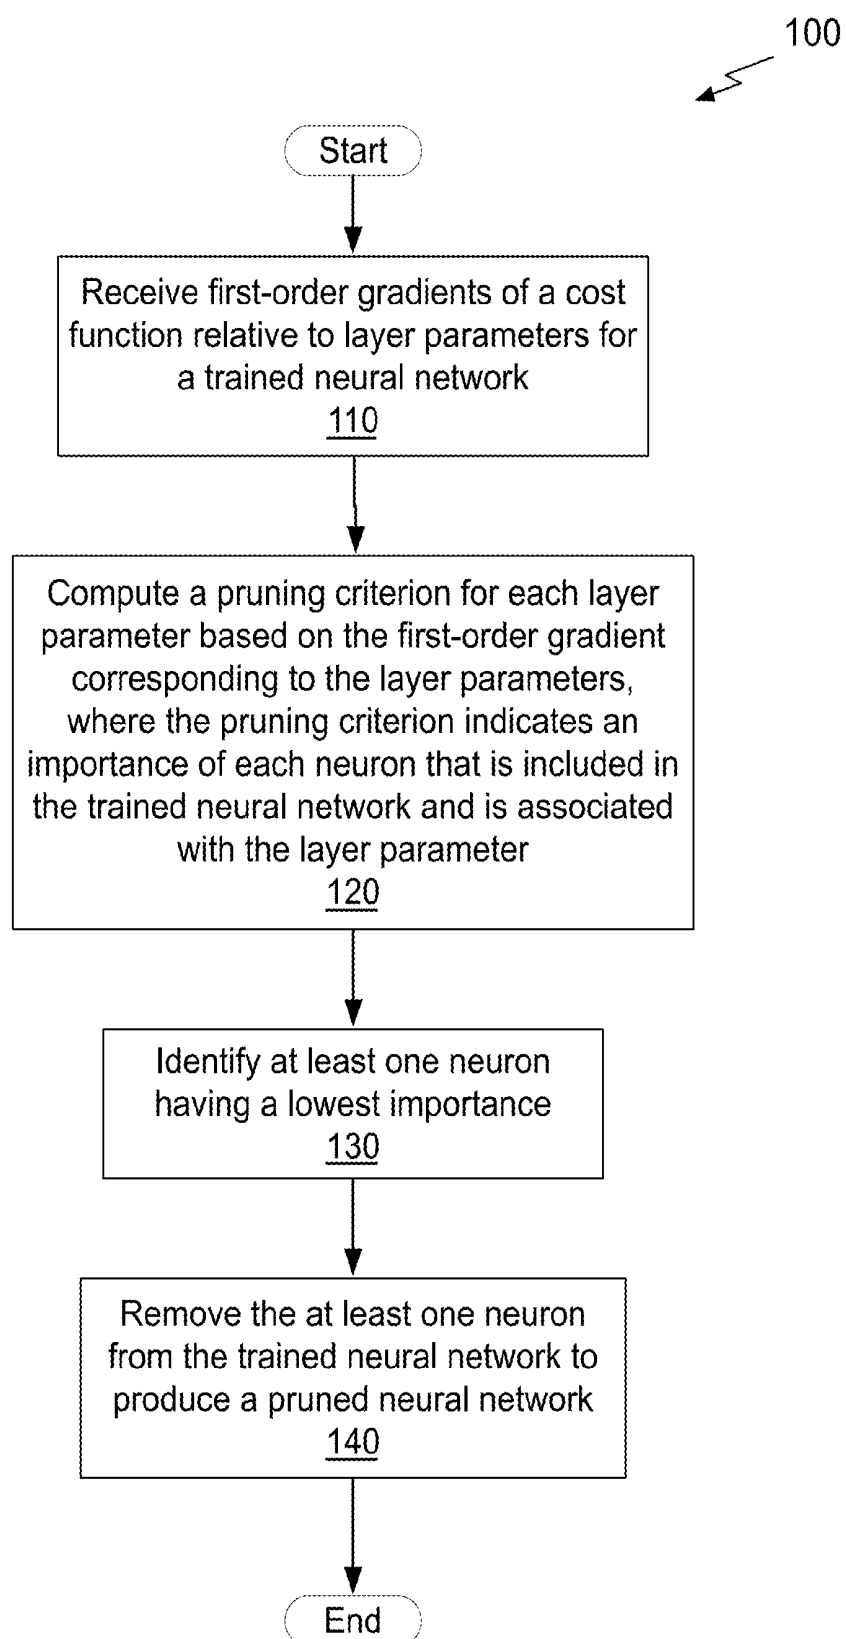 100
Start
Receive first-order gradients of a cost
function relative to layer parameters for
a trained neural network
110
Compute a pruning criterion for each layer
parameter based on the first-order gradient
corresponding to the layer parameters,
where the pruning criterion indicates an
importance of each neuron that is included in
the trained neural network and is associated
with the layer parameter
120
Identify at least one neuron
having a lowest importance
130
Remove the at least one neuron
from the trained neural network to
produce a pruned neural network
140
End